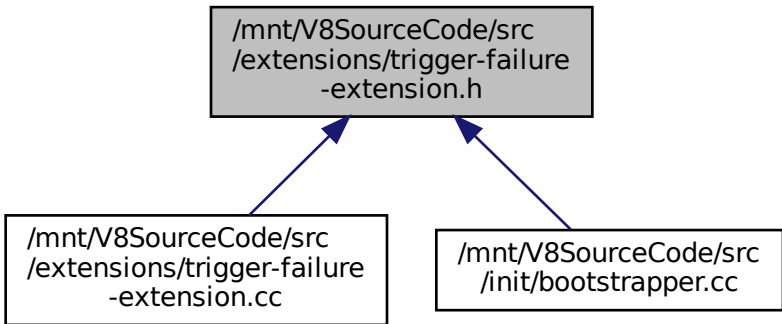 /mnt/V8SourceCode/src
/extensions/trigger-failure
-extension.h
/mnt/V8SourceCode/src
/extensions/trigger-failure
-extension.cc
/mnt/V8SourceCode/src
/init/bootstrapper.cc